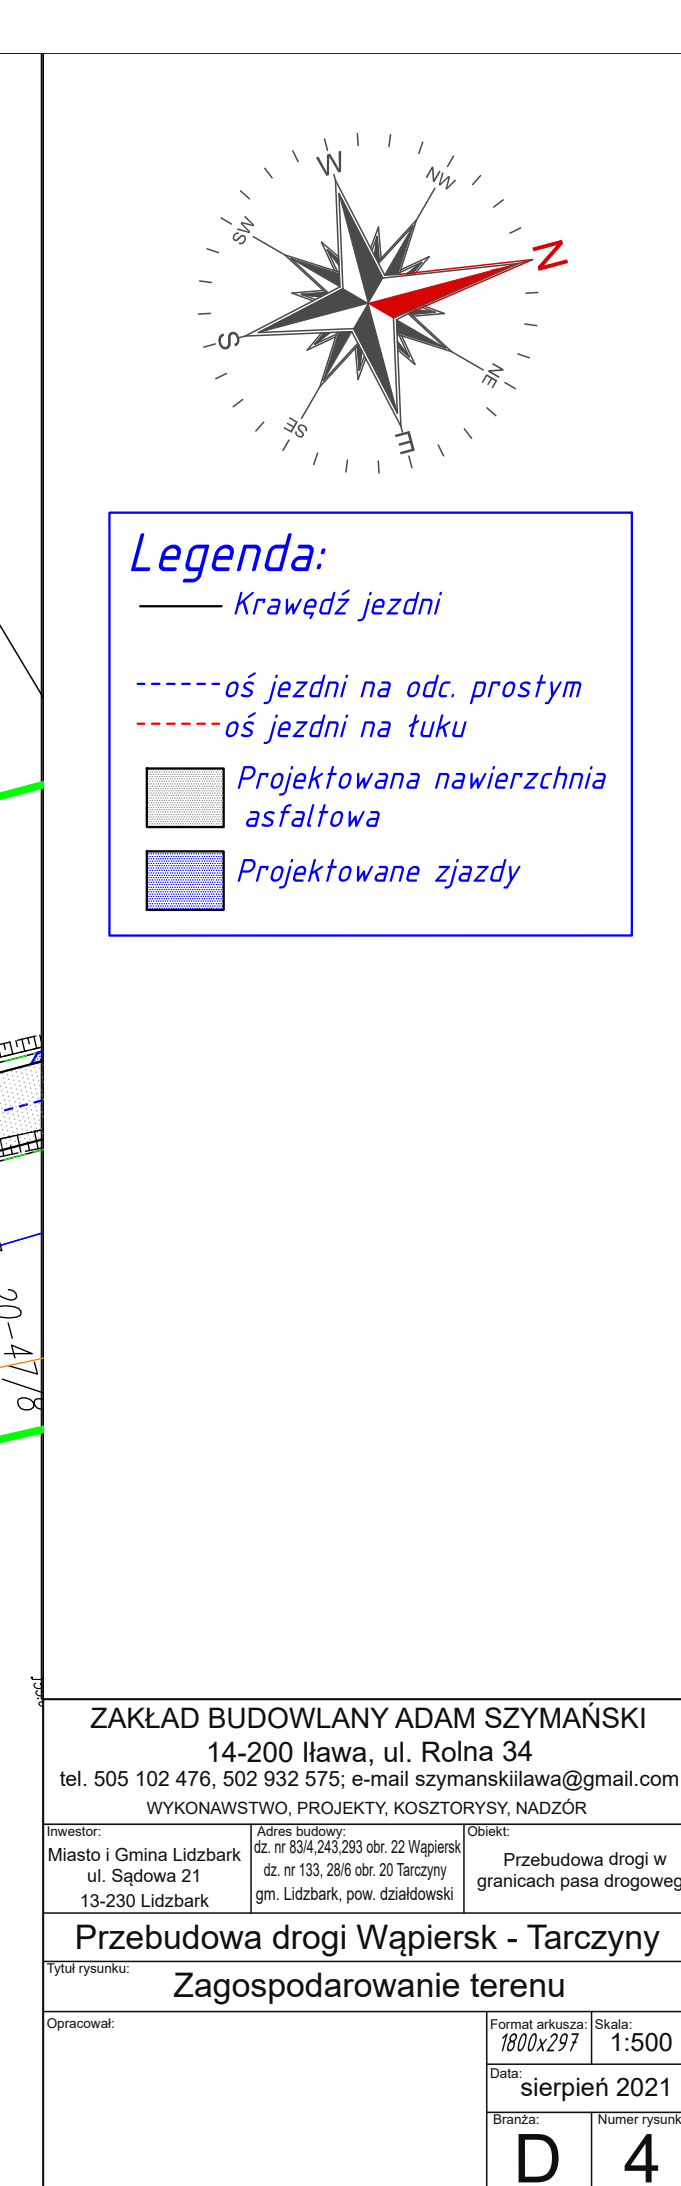 W
NW
N
SW
S
NE
SE
E
Legenda:
Krawędź jezdni
oś jezdni na odc. prostym
oś jezdni na łuku
Projektowana nawierzchnia
asfaltowa
Projektowane zjazdy
20-47/8
ZAKŁAD BUDOWLANY ADAM SZYMAŃSKI
14-200 Iława, ul. Rolna 34
tel. 505 102 476, 502 932 575; e-mail szymanskiilawa@gmail.com
WYKONAWSTWO, PROJEKTY, KOSZTORYSY, NADZÓR
Inwestor:
Miasto i Gmina Lidzbark
ul. Sądowa 21
13-230 Lidzbark
Adres budowy:
dz. nr 83/4,243,293 obr. 22 Wąpiersk
dz. nr 133, 28/6 obr. 20 Tarczyny
gm. Lidzbark, pow. działdowski
Obiekt:
Przebudowa drogi w
granicach pasa drogoweg
Przebudowa drogi Wąpiersk - Tarczyny
Tytuł rysunku:
Zagospodarowanie terenu
Opracował:
Format arkusza:
1800x297
Skala:
1:500
Data:
sierpień 2021
Branża:
D
Numer rysunk
4